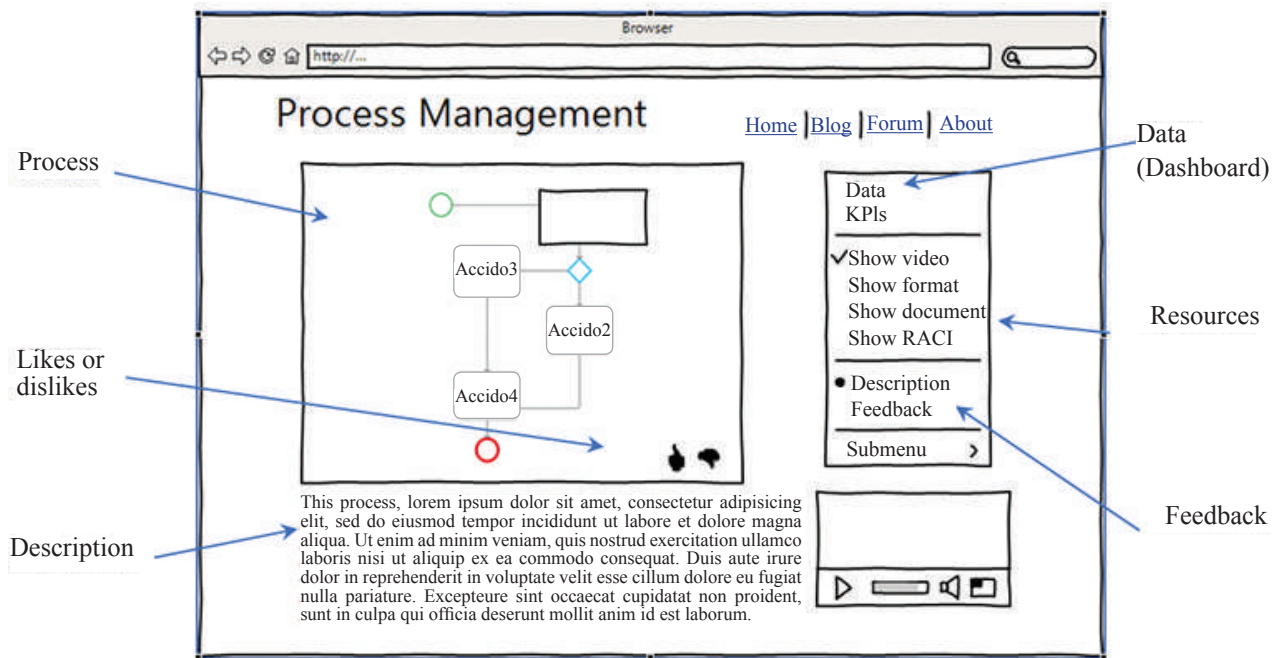 Browser
http://...
Process Management
Home Blog Forum About
Process
Data
(Dashboard)
Data
KPls
Accido3
Show video
Show format
Show document
Show RACI
Resources
Accido2
Likes or
dislikes
Accido4
Description
Feedback
Submenu
This process, lorem ipsum dolor sit amet, consectetur adipisicing
elit, sed do eiusmod tempor incididunt ut labore et dolore magna
aliqua. Ut enim ad minim veniam, quis nostrud exercitation ullamco
laboris nisi ut aliquip ex ea commodo consequat. Duis aute irure
dolor in reprehenderit in voluptate velit esse cillum dolore eu fugiat
nulla pariature. Excepteure sint occaecat cupidatat non proident,
sunt in culpa qui officia deserunt mollit anim id est laborum.
Description
Feedback